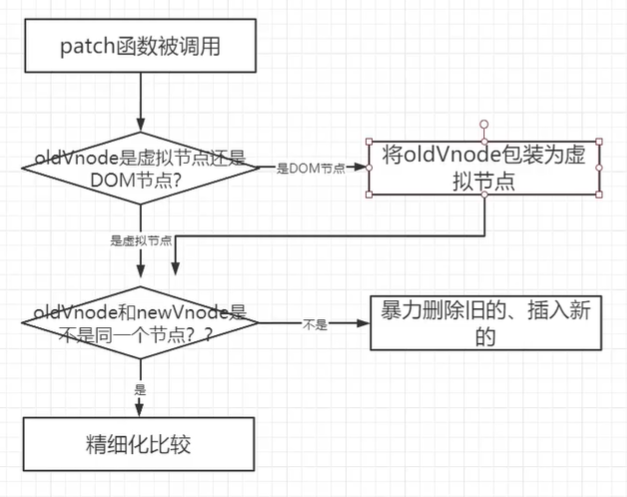 patch函数被调用
oldVnode是虚拟节点还是
DOM节点?
是DOM节点
将oldVnode包装为虚
拟节点
是虚拟节点
oldVnode和newVnode是
不是同一个节点？?
不是
暴力删除旧的、插入新
的
是
精细化比较